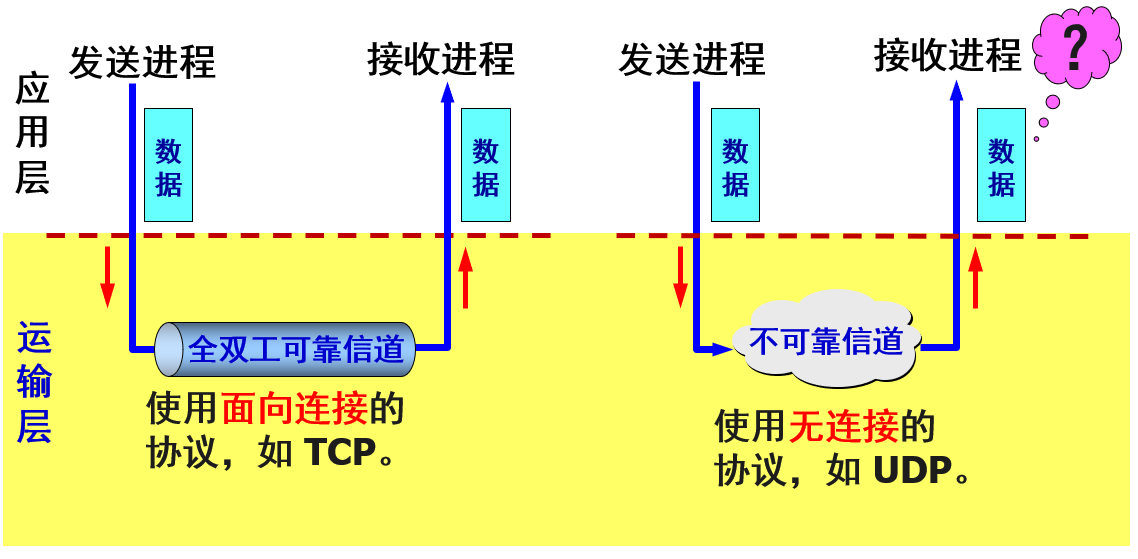 发送进程
接收进程
发送进程
接收进程
?
应用层
数据
数据
数据
数据
运输层
全双工可靠信道
不可靠信道
使用面向连接的
协议，如 TCP。
使用无连接的
协议，如 UDP。